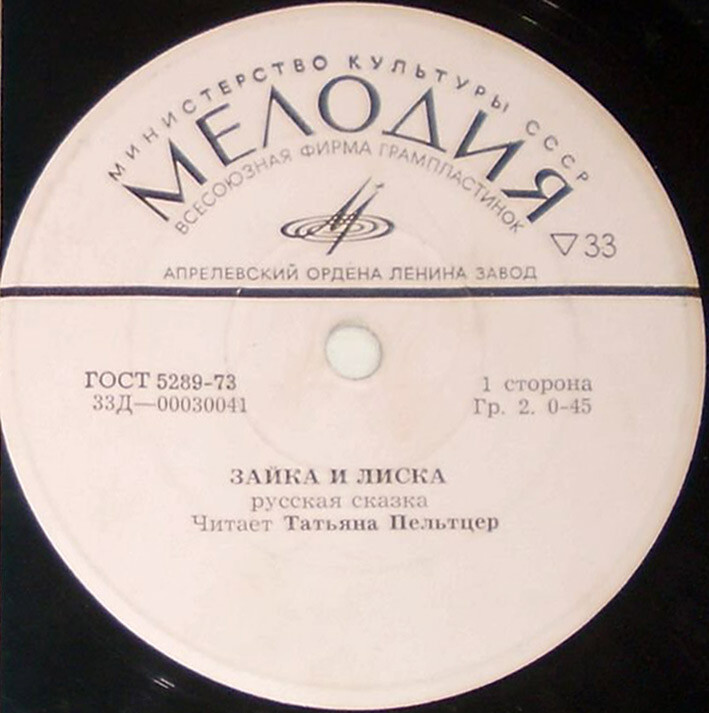 МИНИСТЕРСТВО КУЛЬТУРЫ СССР
МЕЛОДИЯ
ВСЕСОЮЗНАЯ ФИРМА ГРАМПЛАСТИНОК
▽33
АПРЕЛЕВСКИЙ ОРДЕНА ЛЕНИНА ЗАВОД
ГОСТ 5289-73
33Д—00030041
1 сторона
Гр. 2. 0-45
ЗАЙКА И ЛИСКА
русская сказка
Читает Татьяна Пельтцер